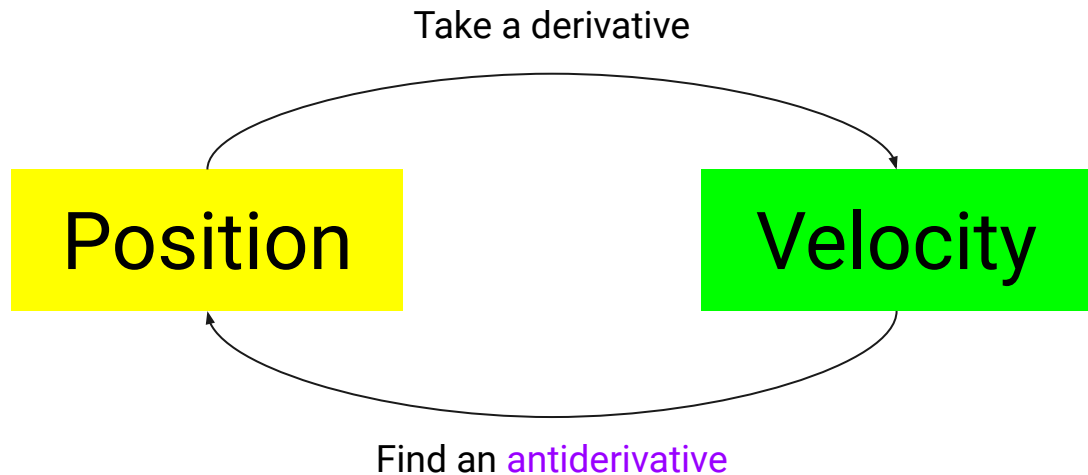 Take a derivative
Position
Velocity
Find an antiderivative